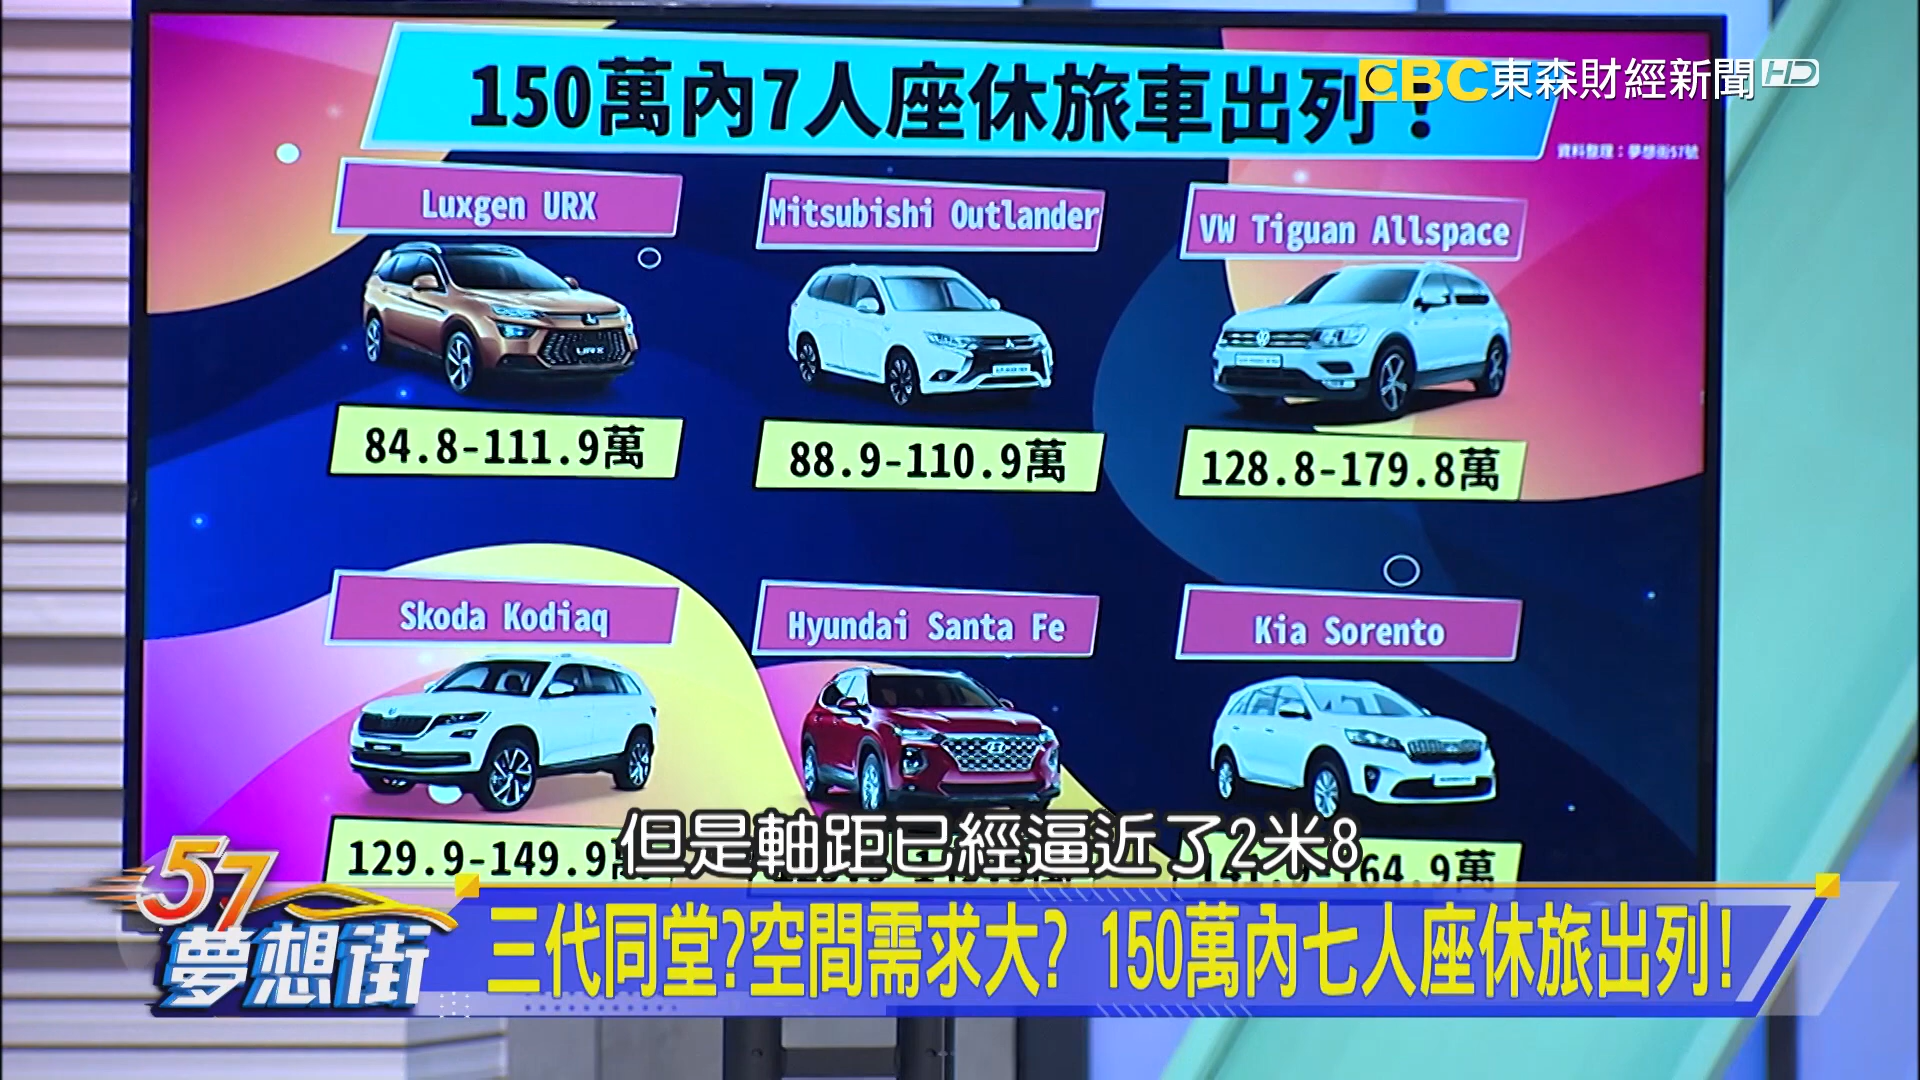 150萬內7人座休旅車出列！
EBC東森財經新聞HD
資料整理：夢想街57號
Luxgen URX
Mitsubishi Outlander
VW Tiguan Allspace
URX
84.8-111.9萬
88.9-110.9萬
128.8-179.8萬
Skoda Kodiaq
Hyundai Santa Fe
Kia Sorento
129.9-149.9萬
164.9萬
但是軸距已經逼近了2米8
57夢想街
三代同堂?空間需求大? 150萬內七人座休旅出列!